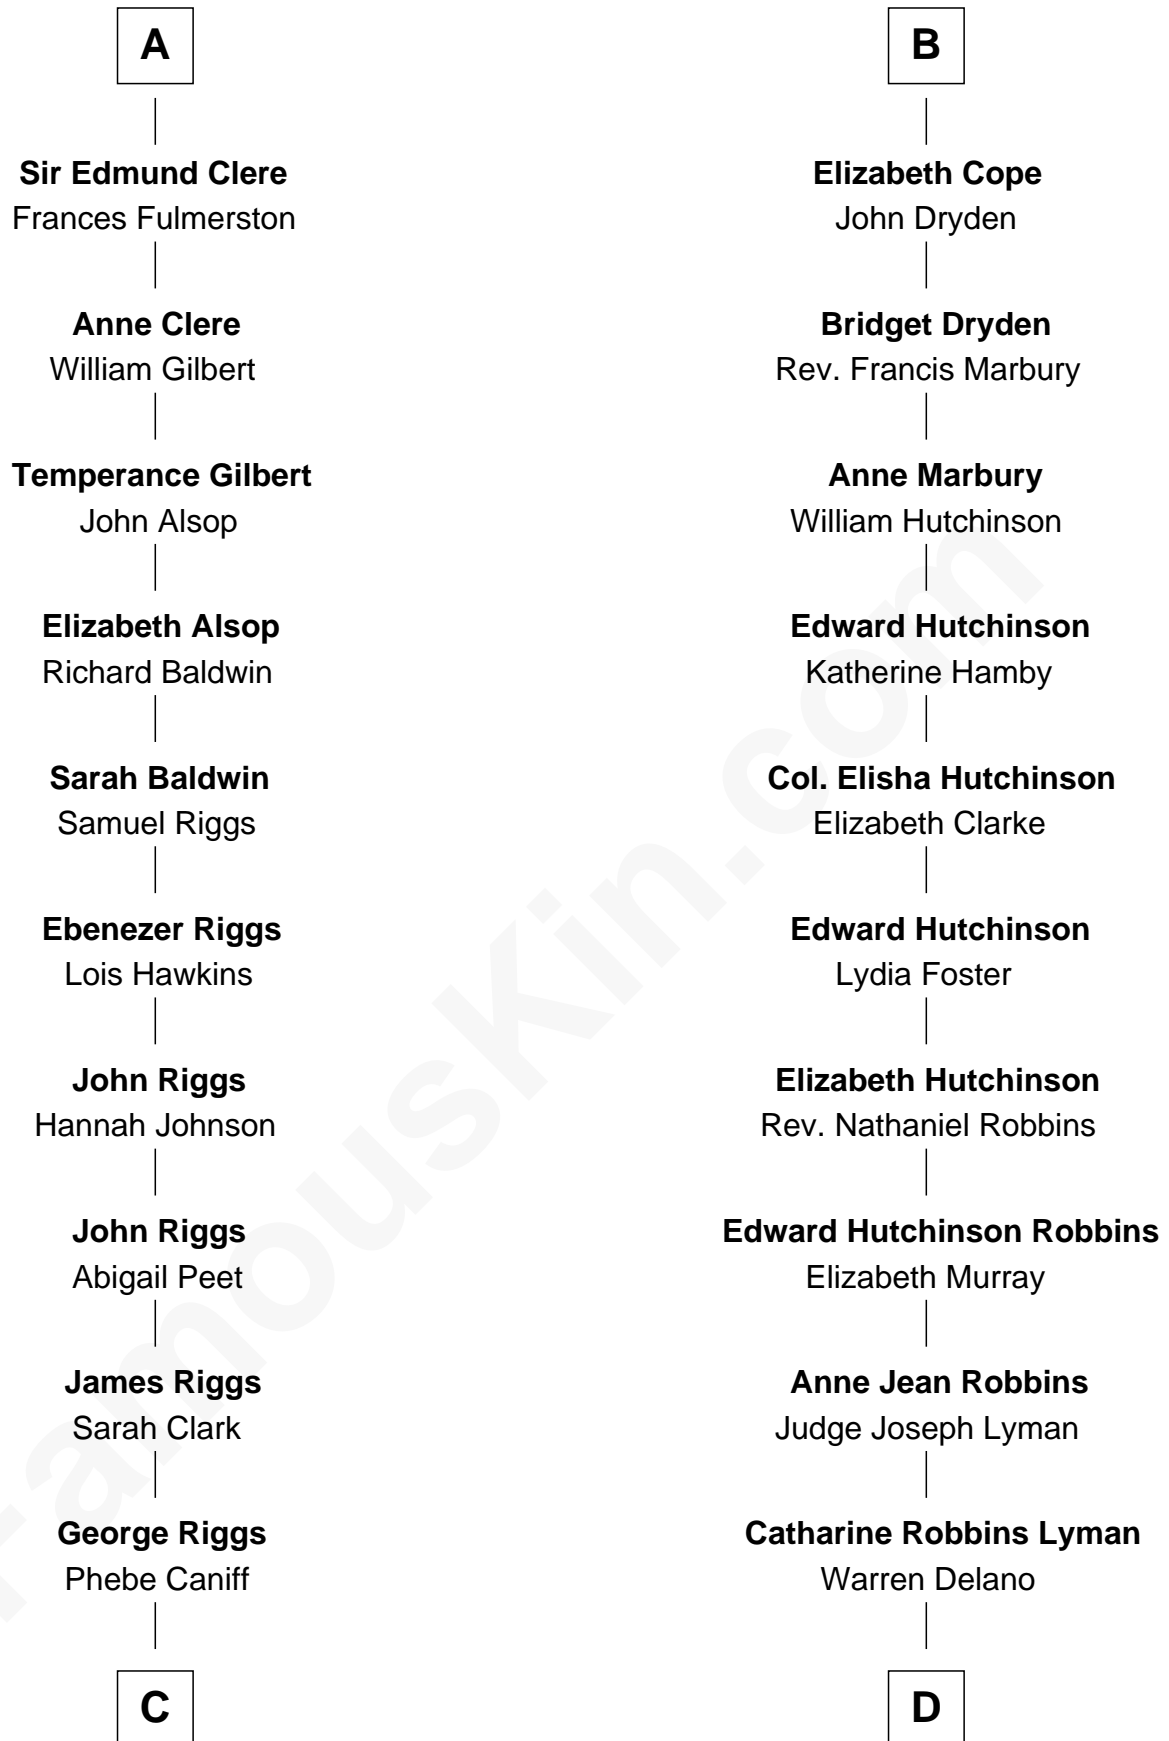 A
Sir Edmund Clere
Frances Fulmerston
Anne Clere
William Gilbert
Temperance Gilbert
John Alsop
Elizabeth Alsop
Richard Baldwin
Sarah Baldwin
Samuel Riggs
Ebenezer Riggs
Lois Hawkins
John Riggs
Hannah Johnson
John Riggs
Abigail Peet
James Riggs
Sarah Clark
George Riggs
Phebe Caniff
C
B
Elizabeth Cope
John Dryden
Bridget Dryden
Rev. Francis Marbury
Anne Marbury
William Hutchinson
Edward Hutchinson
Katherine Hamby
Col. Elisha Hutchinson
Elizabeth Clarke
Edward Hutchinson
Lydia Foster
Elizabeth Hutchinson
Rev. Nathaniel Robbins
Edward Hutchinson Robbins
Elizabeth Murray
Anne Jean Robbins
Judge Joseph Lyman
Catharine Robbins Lyman
Warren Delano
D
FamousKin.com